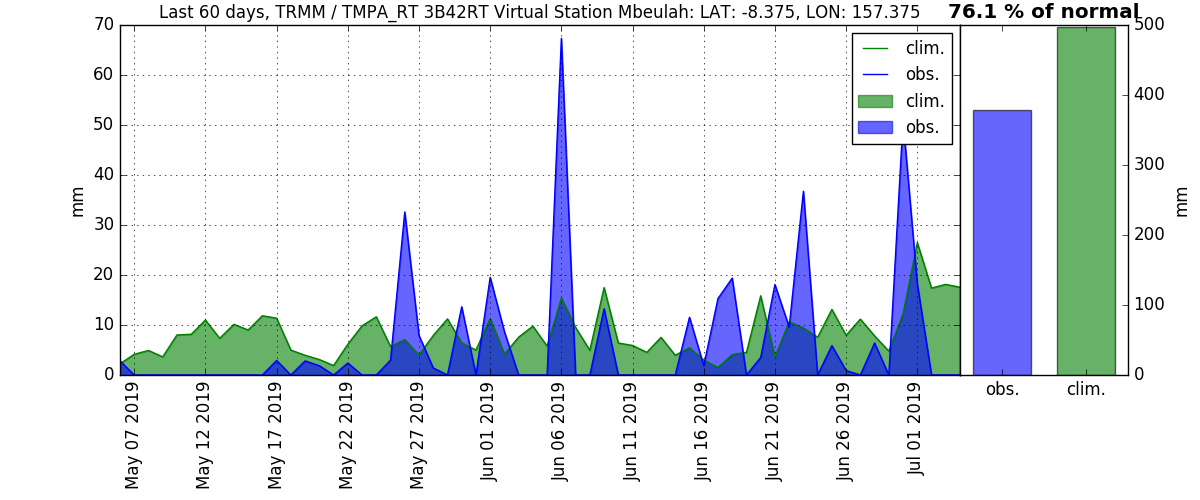 Last 60 days, TRMM / TMPA_RT 3B42RT Virtual Station Mbeulah: LAT: -8.375, LON: 157.375
76.1 % of normal
70
60
50
40
30
20
10
0
mm
clim.
obs.
clim.
obs.
May 07 2019
May 12 2019
May 17 2019
May 22 2019
May 27 2019
Jun 01 2019
Jun 06 2019
Jun 11 2019
Jun 16 2019
Jun 21 2019
Jun 26 2019
Jul 01 2019
500
400
300
200
100
0
mm
obs.
clim.